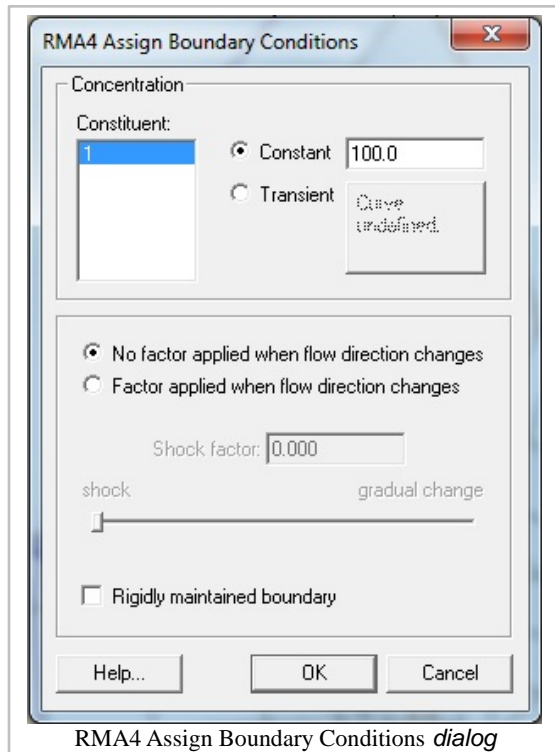 RMA4 Assign Boundary Conditions
Concentration
Constituent:
1
Constant 100.0
Transient
Curve
undefined.
No factor applied when flow direction changes
Factor applied when flow direction changes
Shock factor: 0.000
shock gradual change
Rigidly maintained boundary
Help... OK Cancel
RMA4 Assign Boundary Conditions dialog